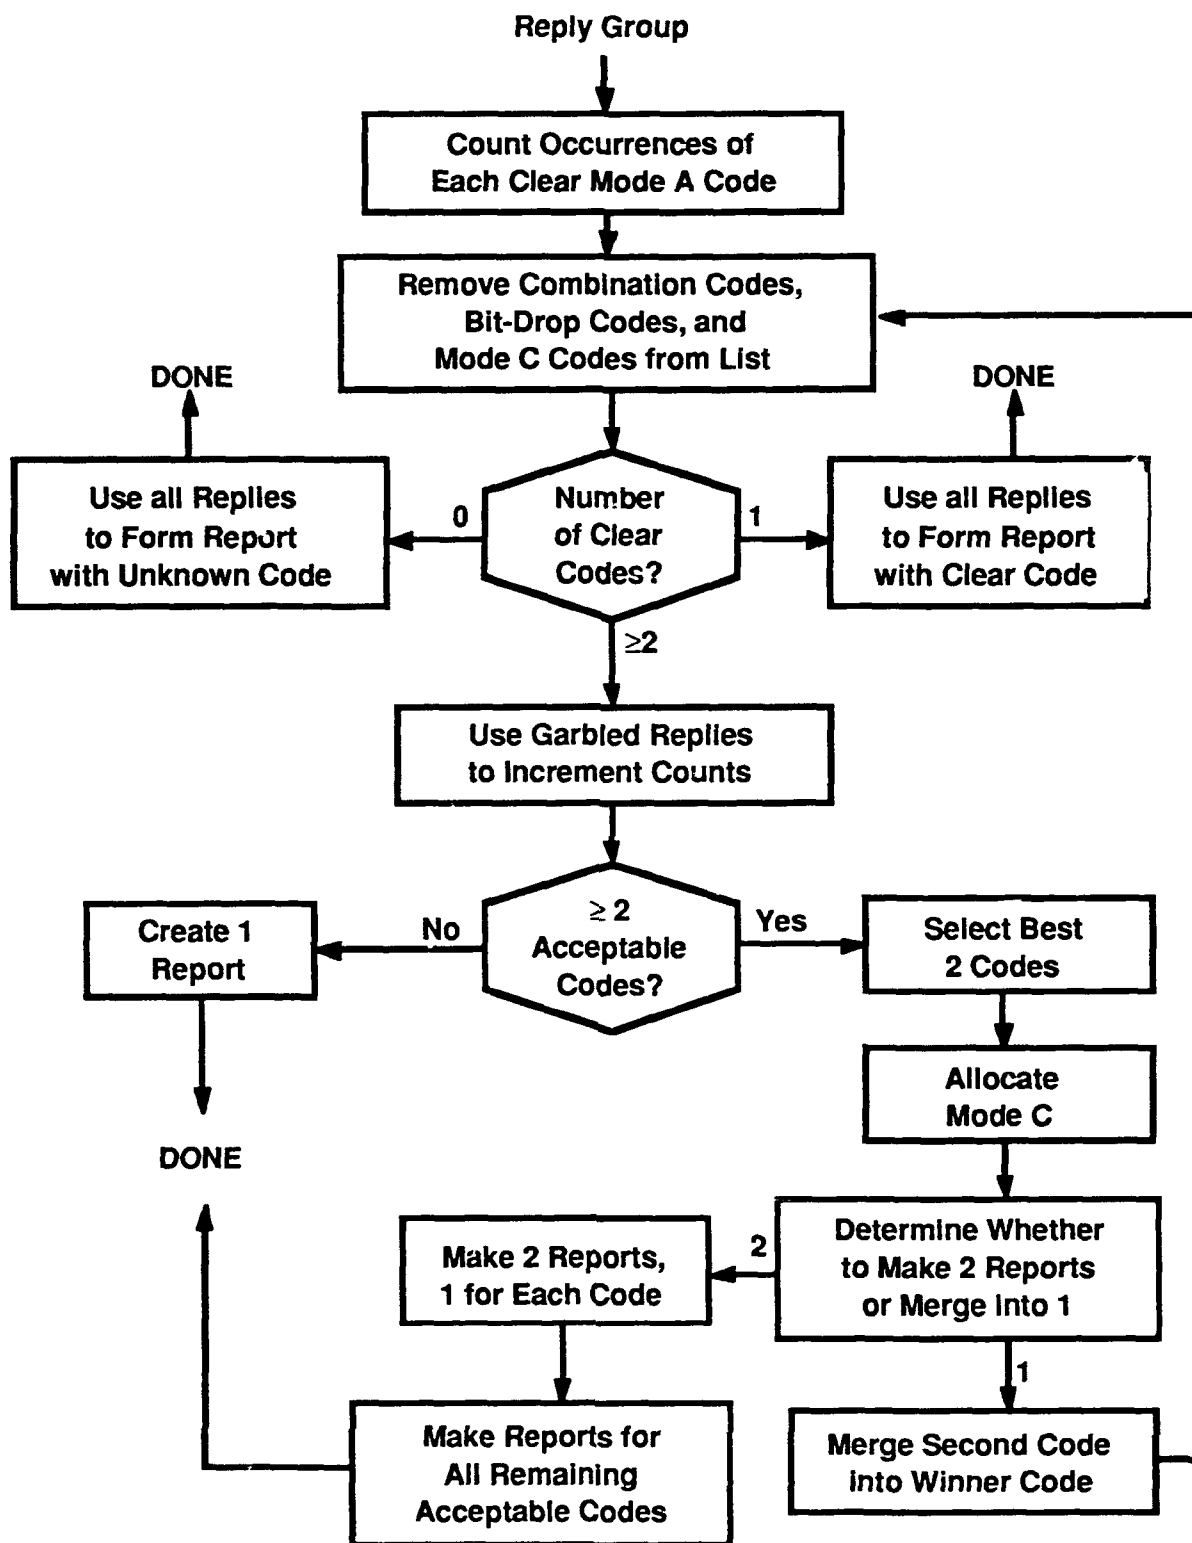 Reply Group
Count Occurrences of
Each Clear Mode A Code
Remove Combination Codes,
Bit-Drop Codes, and
Mode C Codes from List
DONE
DONE
Use all Replies
to Form Report
with Unknown Code
0
Number
of Clear
Codes?
1
Use all Replies
to Form Report
with Clear Code
≥2
Use Garbled Replies
to Increment Counts
Create 1
Report
No
≥ 2
Acceptable
Codes?
Yes
Select Best
2 Codes
Allocate
Mode C
DONE
Make 2 Reports,
1 for Each Code
2
Determine Whether
to Make 2 Reports
or Merge into 1
1
Make Reports for
All Remaining
Acceptable Codes
Merge Second Code
into Winner Code